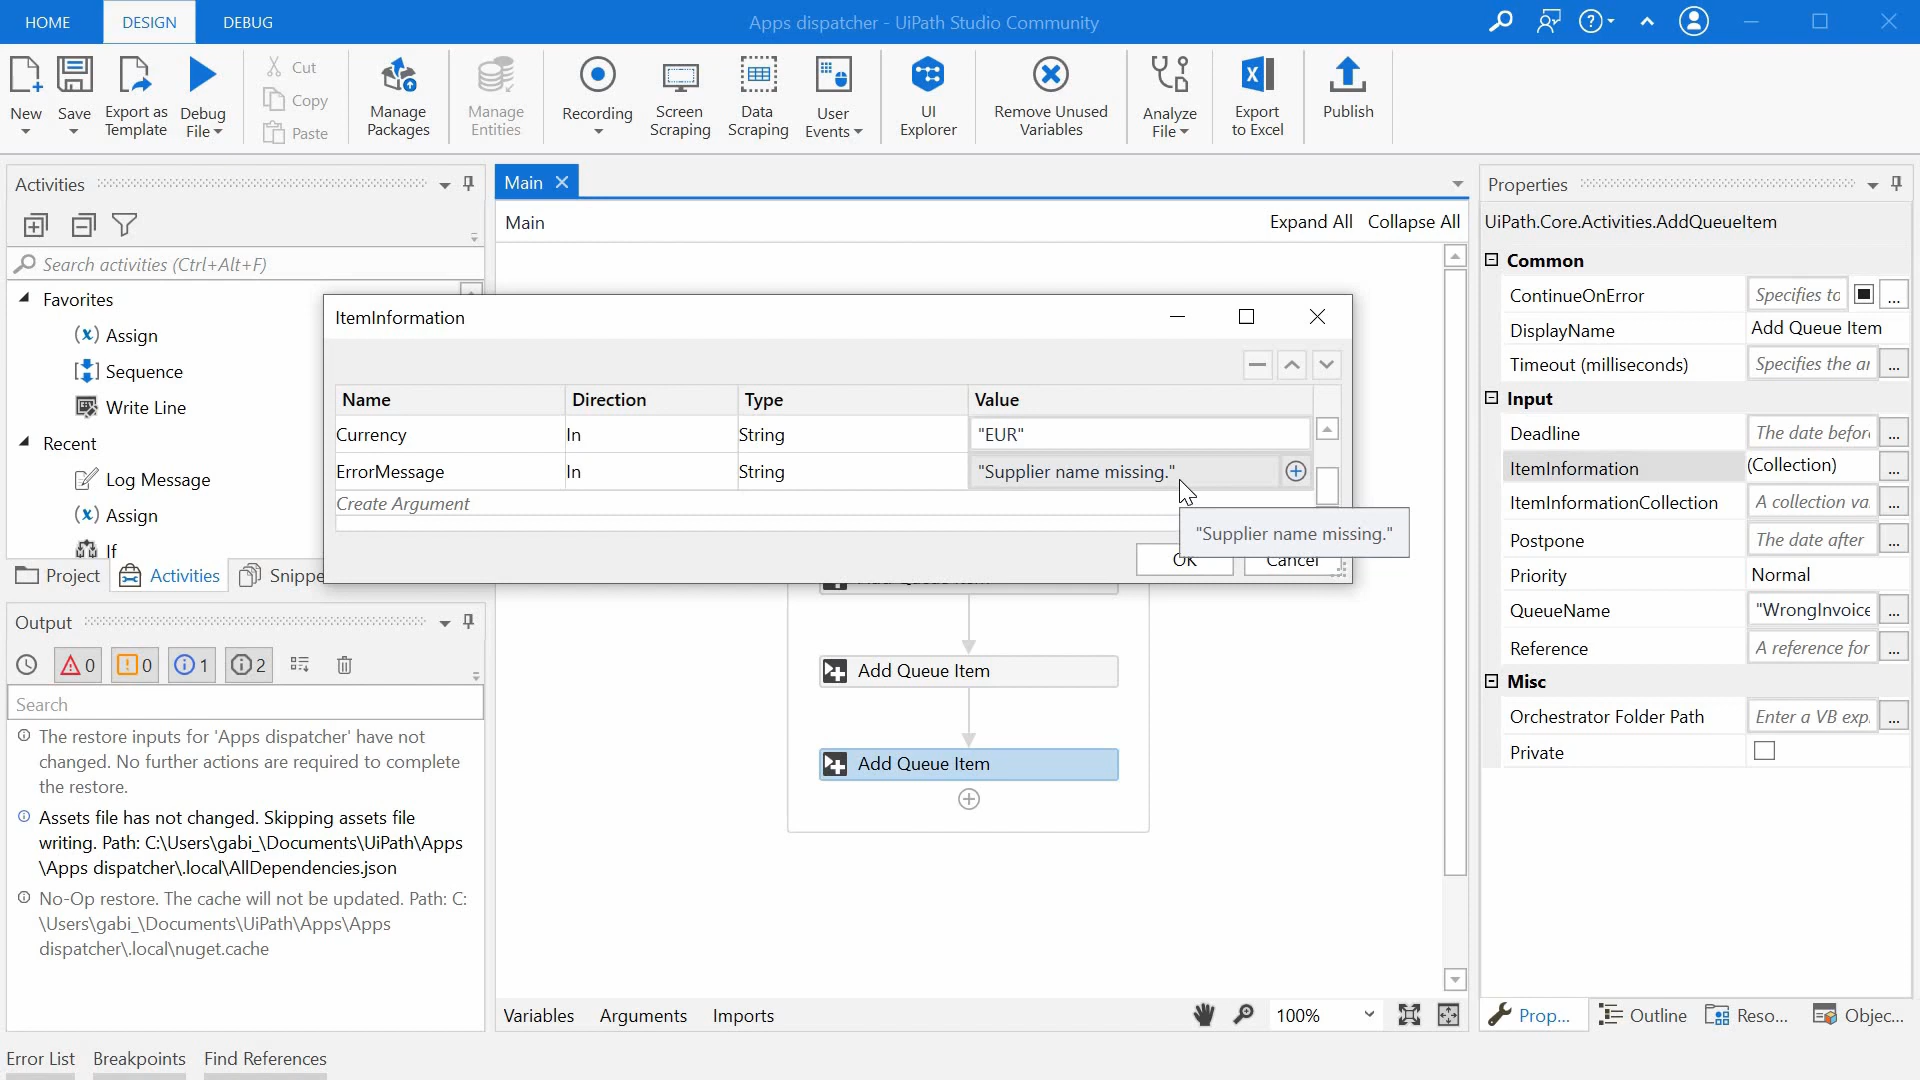 HOME DESIGN DEBUG
Apps dispatcher - UiPath Studio Community
New
Save
Export as Template
Debug File
Cut
Copy
Paste
Manage Packages
Manage Entities
Recording
Screen Scraping
Data Scraping
User Events
UI Explorer
Remove Unused Variables
Analyze File
Export to Excel
Publish
Activities
Search activities (Ctrl+Alt+F)
Favorites
Assign
Sequence
Write Line
Recent
Log Message
Assign
If
Project Activities Snippe
Output
0 0 1 2
Search
The restore inputs for 'Apps dispatcher' have not
changed. No further actions are required to complete
the restore.
Assets file has not changed. Skipping assets file
writing. Path: C:\Users\gabi_\Documents\UiPath\Apps
\Apps dispatcher\.local\AllDependencies.json
No-Op restore. The cache will not be updated. Path: C:
\Users\gabi_\Documents\UiPath\Apps\Apps
dispatcher\.local\nuget.cache
Error List Breakpoints Find References
Main
Main Expand All Collapse All
ItemInformation
Name Direction Type Value
Currency In String "EUR"
ErrorMessage In String "Supplier name missing."
Create Argument
"Supplier name missing."
OK Cancel
Add Queue Item
Add Queue Item
Add Queue Item
Variables Arguments Imports 100%
Properties
UiPath.Core.Activities.AddQueueItem
Common
ContinueOnError Specifies to ...
DisplayName Add Queue Item
Timeout (milliseconds) Specifies the ar ...
Input
Deadline The date before ...
ItemInformation (Collection) ...
ItemInformationCollection A collection va. ...
Postpone The date after ...
Priority Normal
QueueName "WrongInvoice ...
Reference A reference for ...
Misc
Orchestrator Folder Path Enter a VB exp. ...
Private
Prop... Outline Reso... Objec...